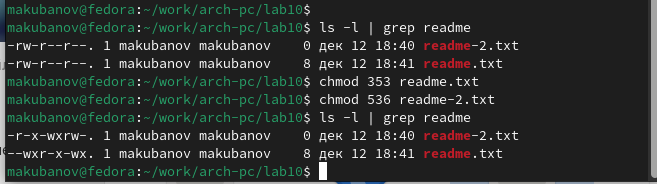 makubanov@fedora:~/work/arch-pc/lab10$
makubanov@fedora:~/work/arch-pc/lab10$ ls -l | grep readme
-rw-r--r--. 1 makubanov makubanov    0 дек 12 18:40 readme-2.txt
-rw-r--r--. 1 makubanov makubanov    8 дек 12 18:41 readme.txt
makubanov@fedora:~/work/arch-pc/lab10$ chmod 353 readme.txt
makubanov@fedora:~/work/arch-pc/lab10$ chmod 536 readme-2.txt
makubanov@fedora:~/work/arch-pc/lab10$ ls -l | grep readme
-r-x-wxrw-. 1 makubanov makubanov    0 дек 12 18:40 readme-2.txt
--wxr-x-wx. 1 makubanov makubanov    8 дек 12 18:41 readme.txt
makubanov@fedora:~/work/arch-pc/lab10$